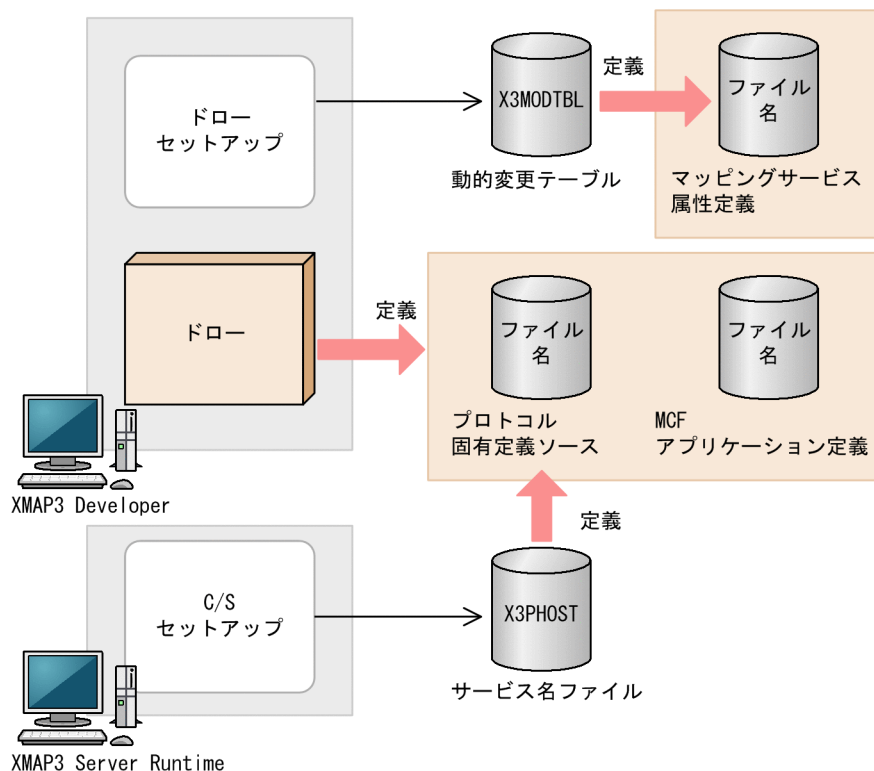 ドロー
セットアップ
X3MODTBL
動的変更テーブル
定義
ファイル
名
マッピングサービス
属性定義
ドロー
定義
ファイル
名
プロトコル
固有定義ソース
ファイル
名
MCF
アプリケーション定義
XMAP3 Developer
定義
C/S
セットアップ
X3PHOST
サービス名ファイル
XMAP3 Server Runtime